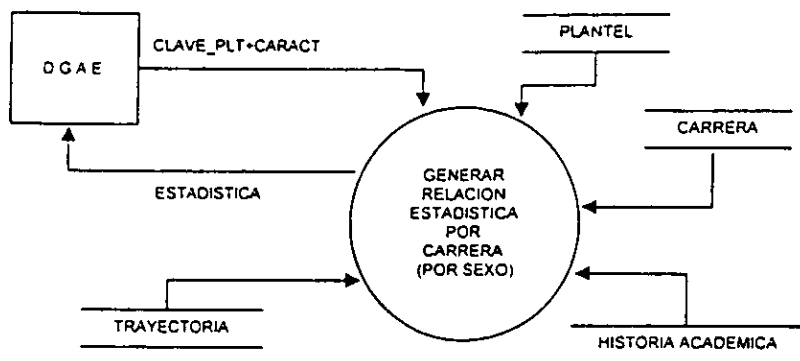 PLANTEL
CLAVE_PLT+CARACT
D G A E
CARRERA
GENERAR
RELACION
ESTADISTICA
POR
CARRERA
(POR SEXO)
ESTADISTICA
TRAYECTORIA
HISTORIA ACADEMICA